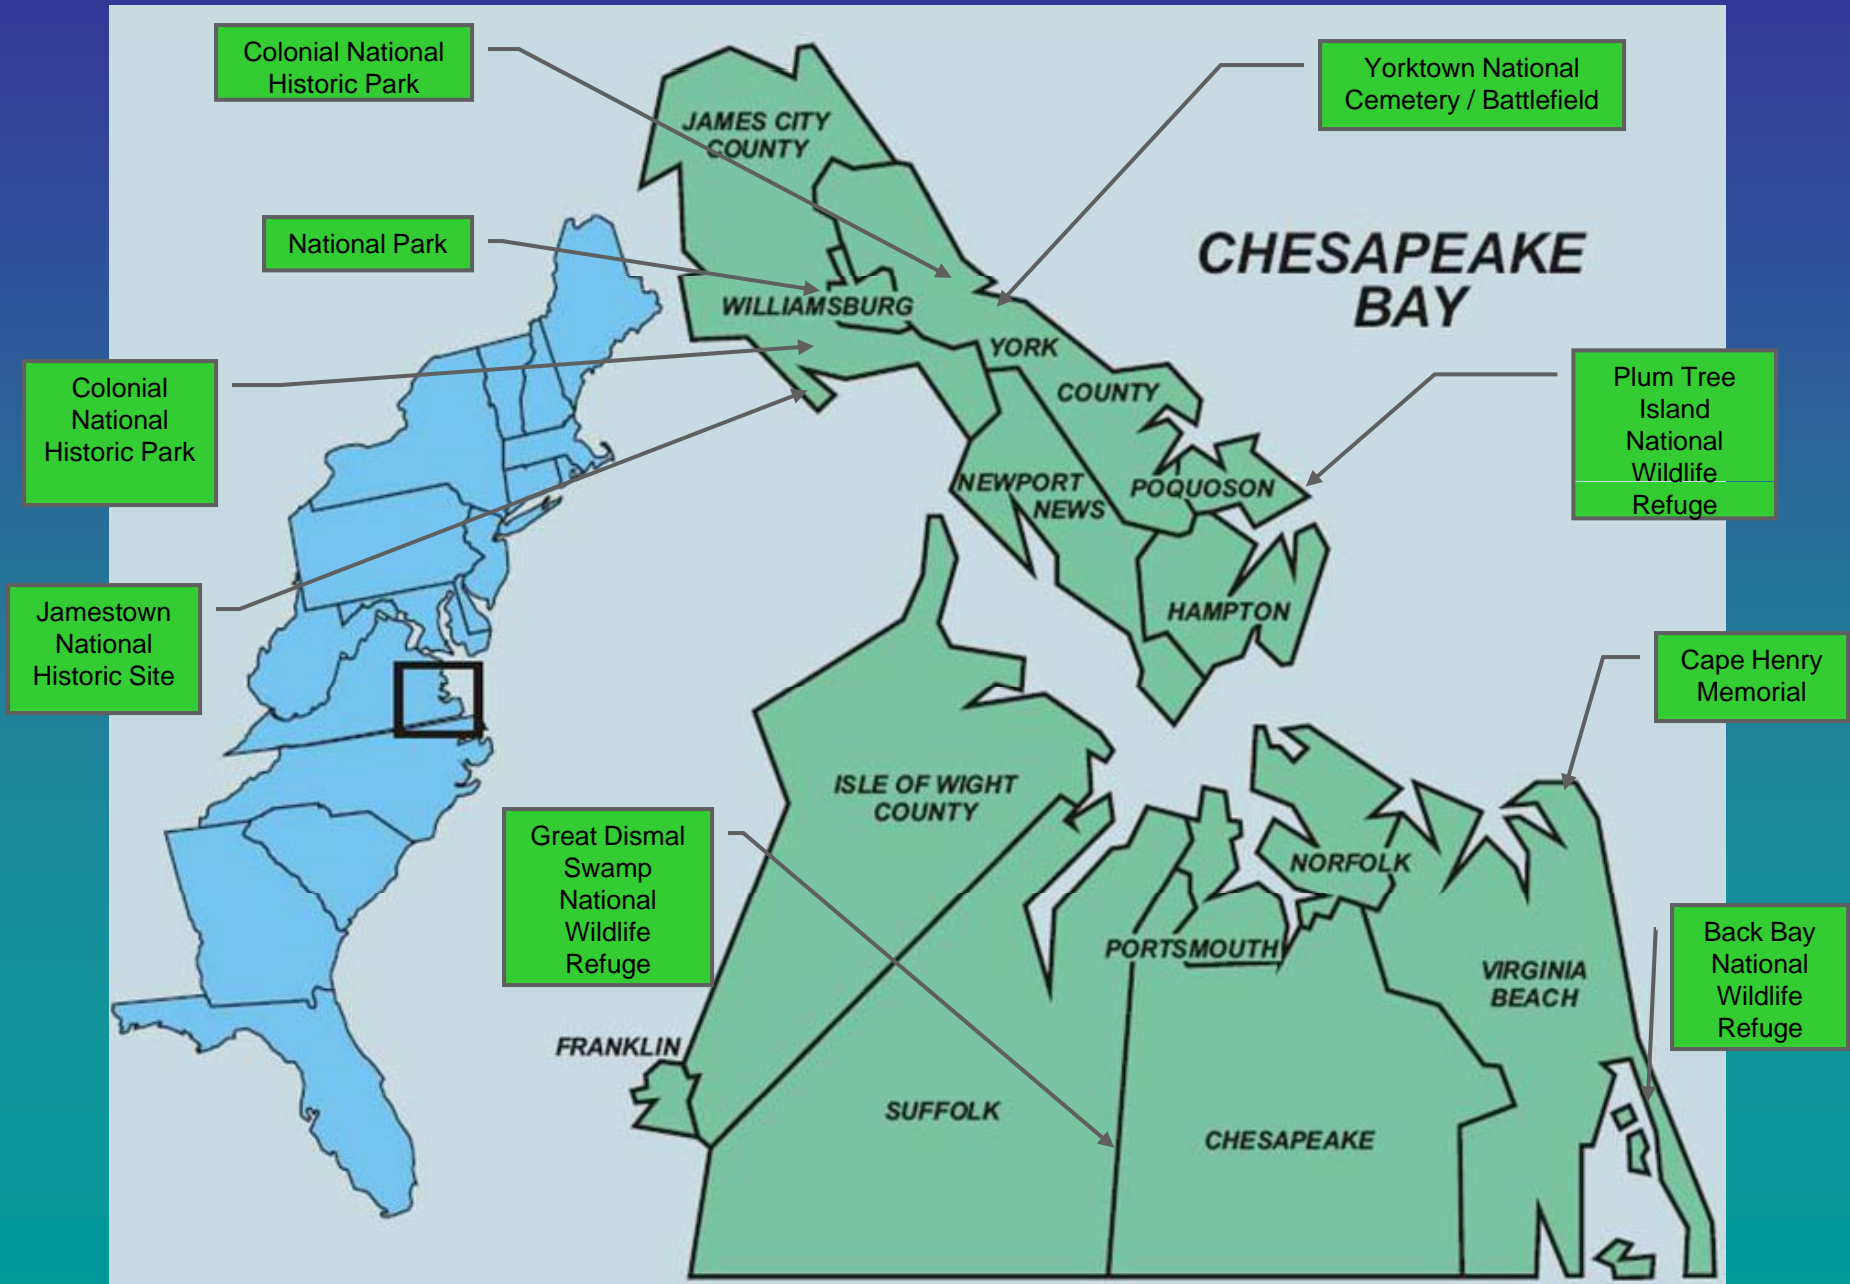 Colonial National
Historic Park
Yorktown National
Cemetery / Battlefield
JAMES CITY
COUNTY
National Park
CHESAPEAKE
BAY
WILLIAMSBURG
YORK
COUNTY
Colonial
National
Historic Park
Plum Tree
Island
National
Wildlife
Refuge
NEWPORT
NEWS
POQUOSON
HAMPTON
Jamestown
National
Historic Site
Cape Henry
Memorial
ISLE OF WIGHT
COUNTY
Great Dismal
Swamp
National
Wildlife
Refuge
NORFOLK
PORTSMOUTH
VIRGINIA
BEACH
Back Bay
National
Wildlife
Refuge
FRANKLIN
SUFFOLK
CHESAPEAKE